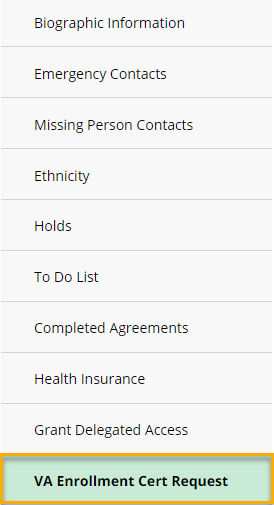 Biographic Information
Emergency Contacts
Missing Person Contacts
Ethnicity
Holds
To Do List
Completed Agreements
Health Insurance
Grant Delegated Access
VA Enrollment Cert Request